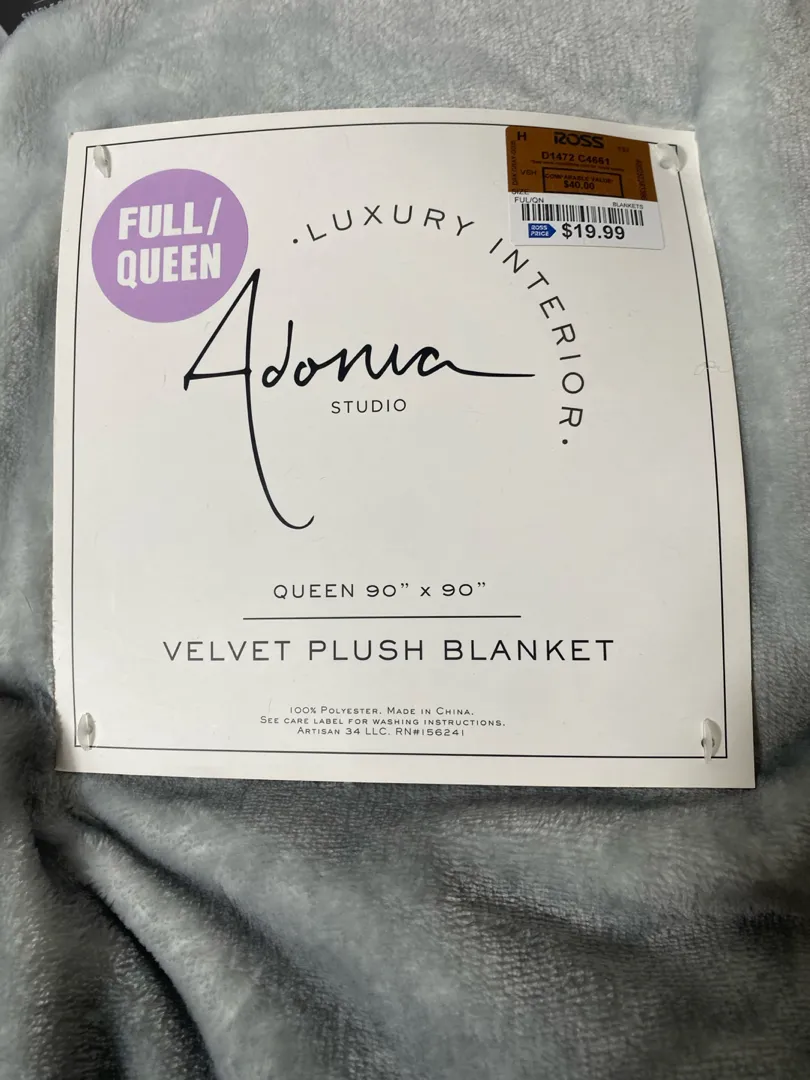 FULL/
QUEEN
H ROSS
D1472 C4661
COMPARABLE VALUE
$40.00
SIZE
FUL/QN
BLANKETS
ROSS
PRICE
$19.99
.LUXURY INTERIOR.
Adonia
STUDIO
QUEEN 90” x 90”
VELVET PLUSH BLANKET
100% POLYESTER. MADE IN CHINA.
SEE CARE LABEL FOR WASHING INSTRUCTIONS.
ARTISAN 34 LLC. RN#156241